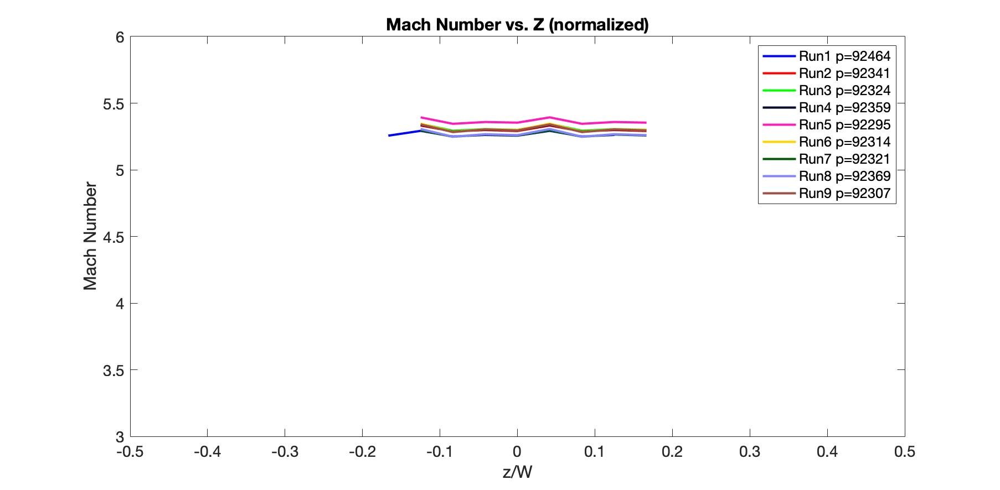 Mach Number vs. Z (normalized)
6
5.5
5
4.5
4
3.5
3
Mach Number
Run1 p=92464
Run2 p=92341
Run3 p=92324
Run4 p=92359
Run5 p=92295
Run6 p=92314
Run7 p=92321
Run8 p=92369
Run9 p=92307
-0.5 -0.4 -0.3 -0.2 -0.1 0 0.1 0.2 0.3 0.4 0.5
z/W